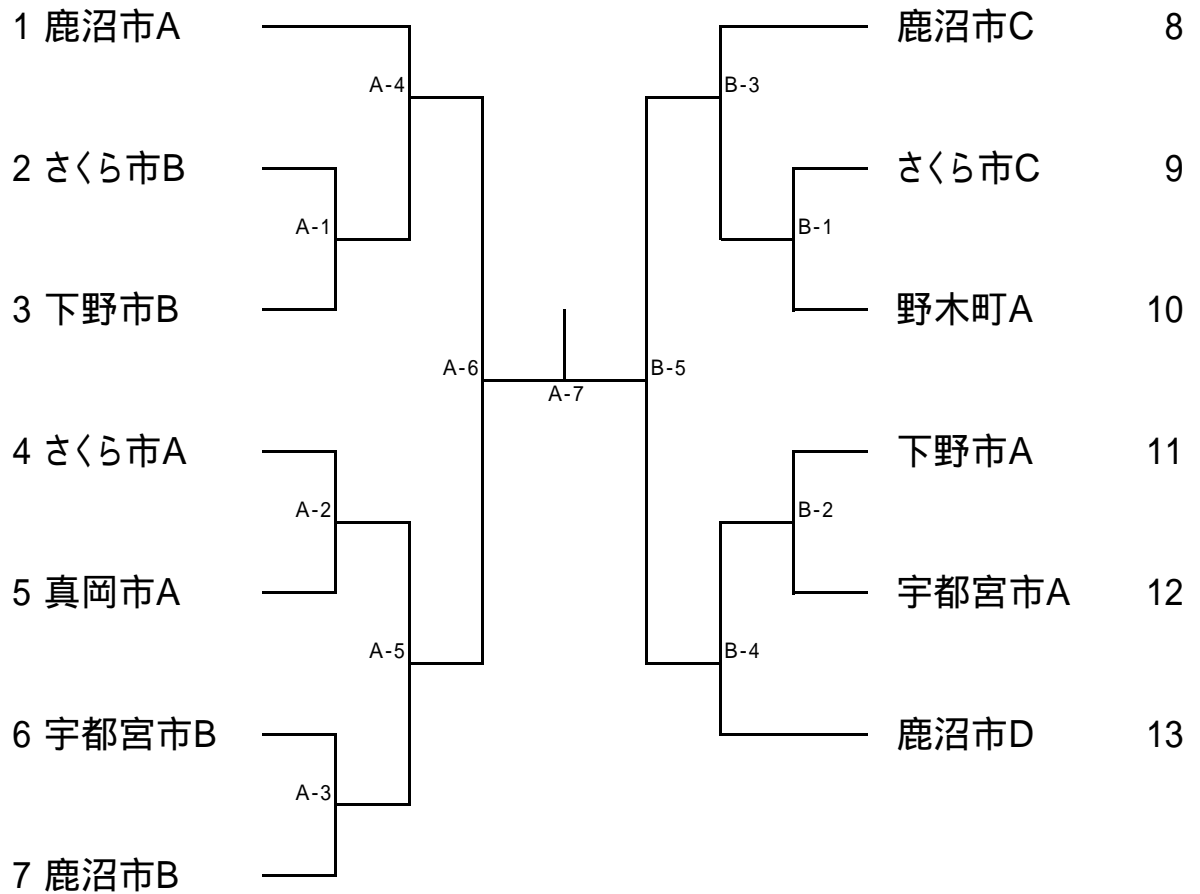 1 鹿沼市A
鹿沼市C 8
A-4
B-3
2 さくら市B
さくら市C 9
A-1
B-1
3 下野市B
野木町A 10
A-6
B-5
A-7
4 さくら市A
下野市A 11
A-2
B-2
5 真岡市A
宇都宮市A 12
A-5
B-4
6 宇都宮市B
鹿沼市D 13
A-3
7 鹿沼市B